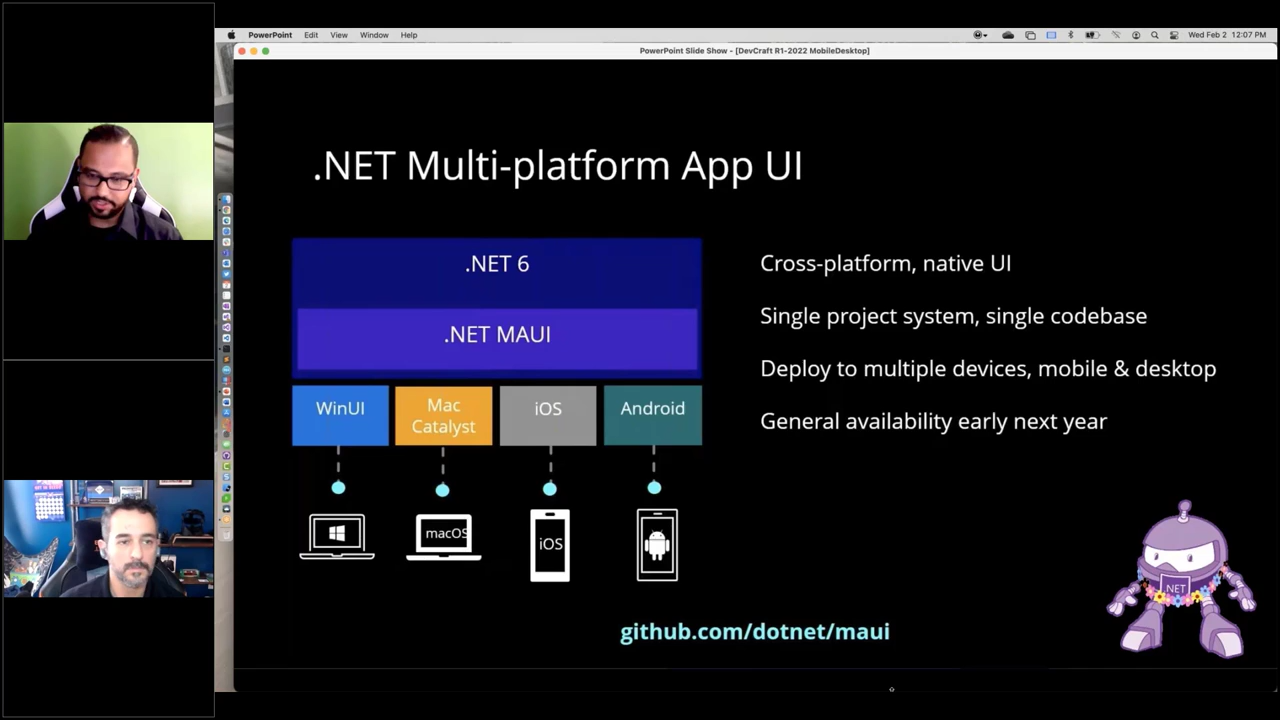 PowerPoint Edit View Window Help
Wed Feb 2 12:07 PM
PowerPoint Slide Show - [DevCraft R1-2022 MobileDesktop]
.NET Multi-platform App UI
.NET 6
.NET MAUI
WinUI
Mac
Catalyst
iOS
Android
macOS
iOS
Cross-platform, native UI
Single project system, single codebase
Deploy to multiple devices, mobile & desktop
General availability early next year
.NET
github.com/dotnet/maui